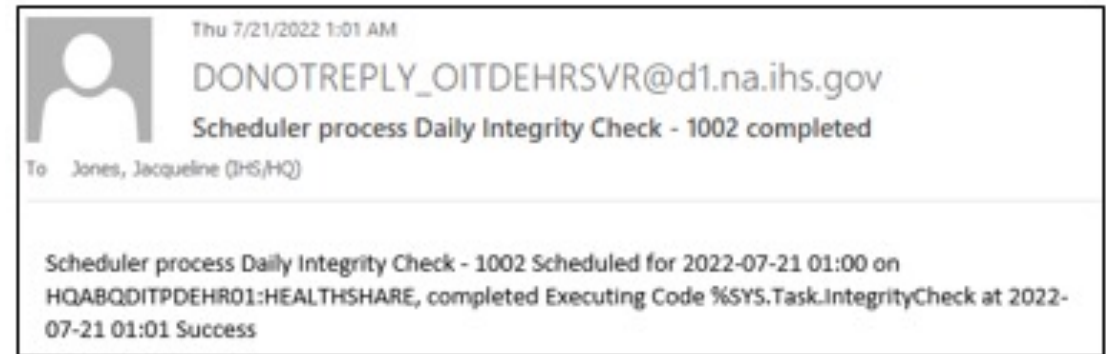 Thu 7/21/2022 1:01 AM
DONOTREPLY_OITDEHRSVR@d1.na.ihs.gov
Scheduler process Daily Integrity Check - 1002 completed
To Jones, Jacqueline (IHS/HQ)
Scheduler process Daily Integrity Check - 1002 Scheduled for 2022-07-21 01:00 on
HQABQDITPDEHR01:HEALTHSHARE, completed Executing Code %SYS.Task.IntegrityCheck at 2022-
07-21 01:01 Success